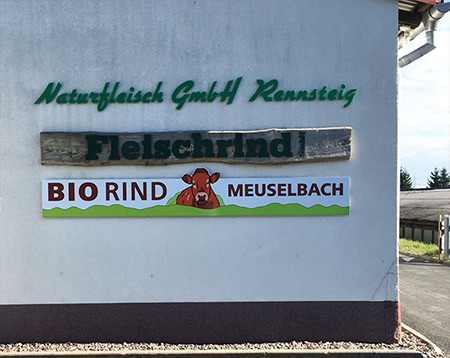 Naturfleisch GmbH Rennsteig
Fleischrind
BIO RIND MEUSELBACH